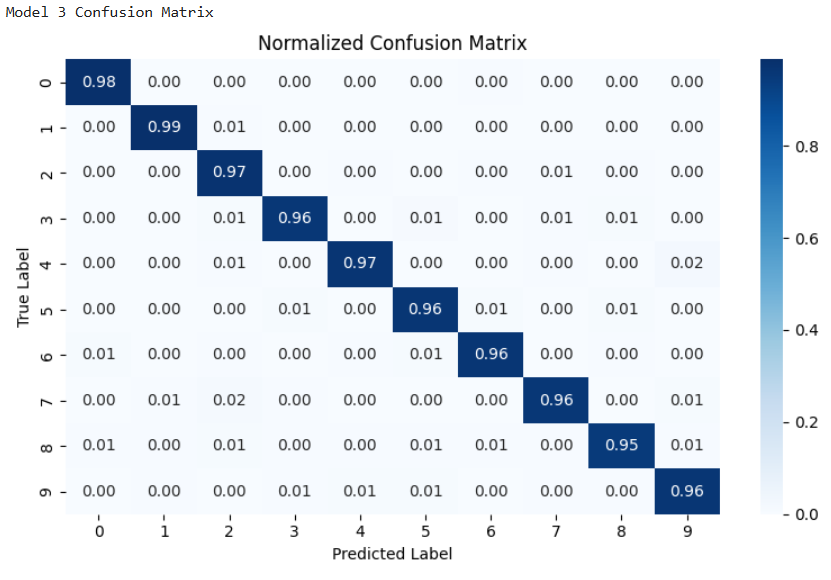 Model 3 Confusion Matrix
Normalized Confusion Matrix
0 0.98 0.00 0.00 0.00 0.00 0.00 0.00 0.00 0.00 0.00
1 0.00 0.99 0.01 0.00 0.00 0.00 0.00 0.00 0.00 0.00
2 0.00 0.00 0.97 0.00 0.00 0.00 0.00 0.01 0.00 0.00
3 0.00 0.00 0.01 0.96 0.00 0.01 0.00 0.01 0.01 0.00
4 0.00 0.00 0.01 0.00 0.97 0.00 0.00 0.00 0.00 0.02
5 0.00 0.00 0.00 0.01 0.00 0.96 0.01 0.00 0.01 0.00
6 0.01 0.00 0.00 0.00 0.00 0.01 0.96 0.00 0.00 0.00
7 0.00 0.01 0.02 0.00 0.00 0.00 0.00 0.96 0.00 0.01
8 0.01 0.00 0.01 0.00 0.00 0.01 0.01 0.00 0.95 0.01
9 0.00 0.00 0.00 0.01 0.01 0.01 0.00 0.00 0.00 0.96
0 1 2 3 4 5 6 7 8 9
Predicted Label
True Label
0.8
0.6
0.4
0.2
0.0